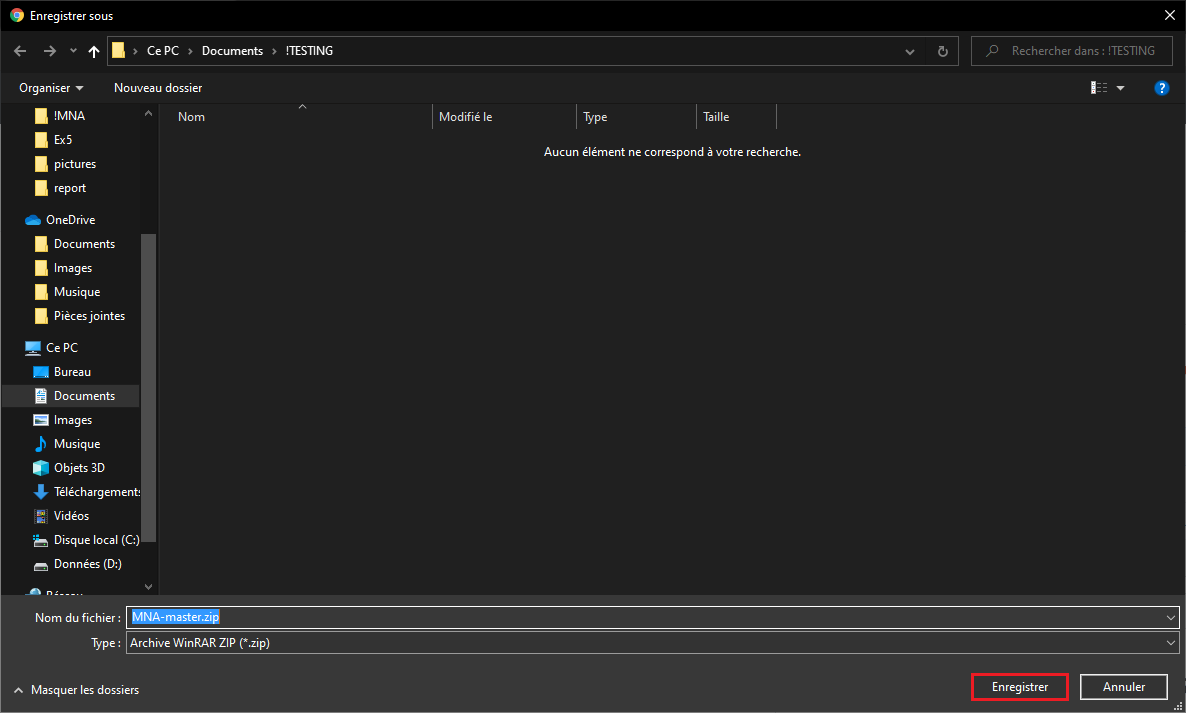 Enregistrer sous
Ce PC > Documents > !TESTING
Rechercher dans : !TESTING
Organiser
Nouveau dossier
?
!MNA
Ex5
pictures
report
OneDrive
Documents
Images
Musique
Pièces jointes
Ce PC
Bureau
Documents
Images
Musique
Objets 3D
Téléchargements
Vidéos
Disque local (C:)
Données (D:)
Réseau
Nom
Modifié le
Type
Taille
Aucun élément ne correspond à votre recherche.
Nom du fichier :
MNA-master.zip
Type :
Archive WinRAR ZIP (*.zip)
Masquer les dossiers
Enregistrer
Annuler